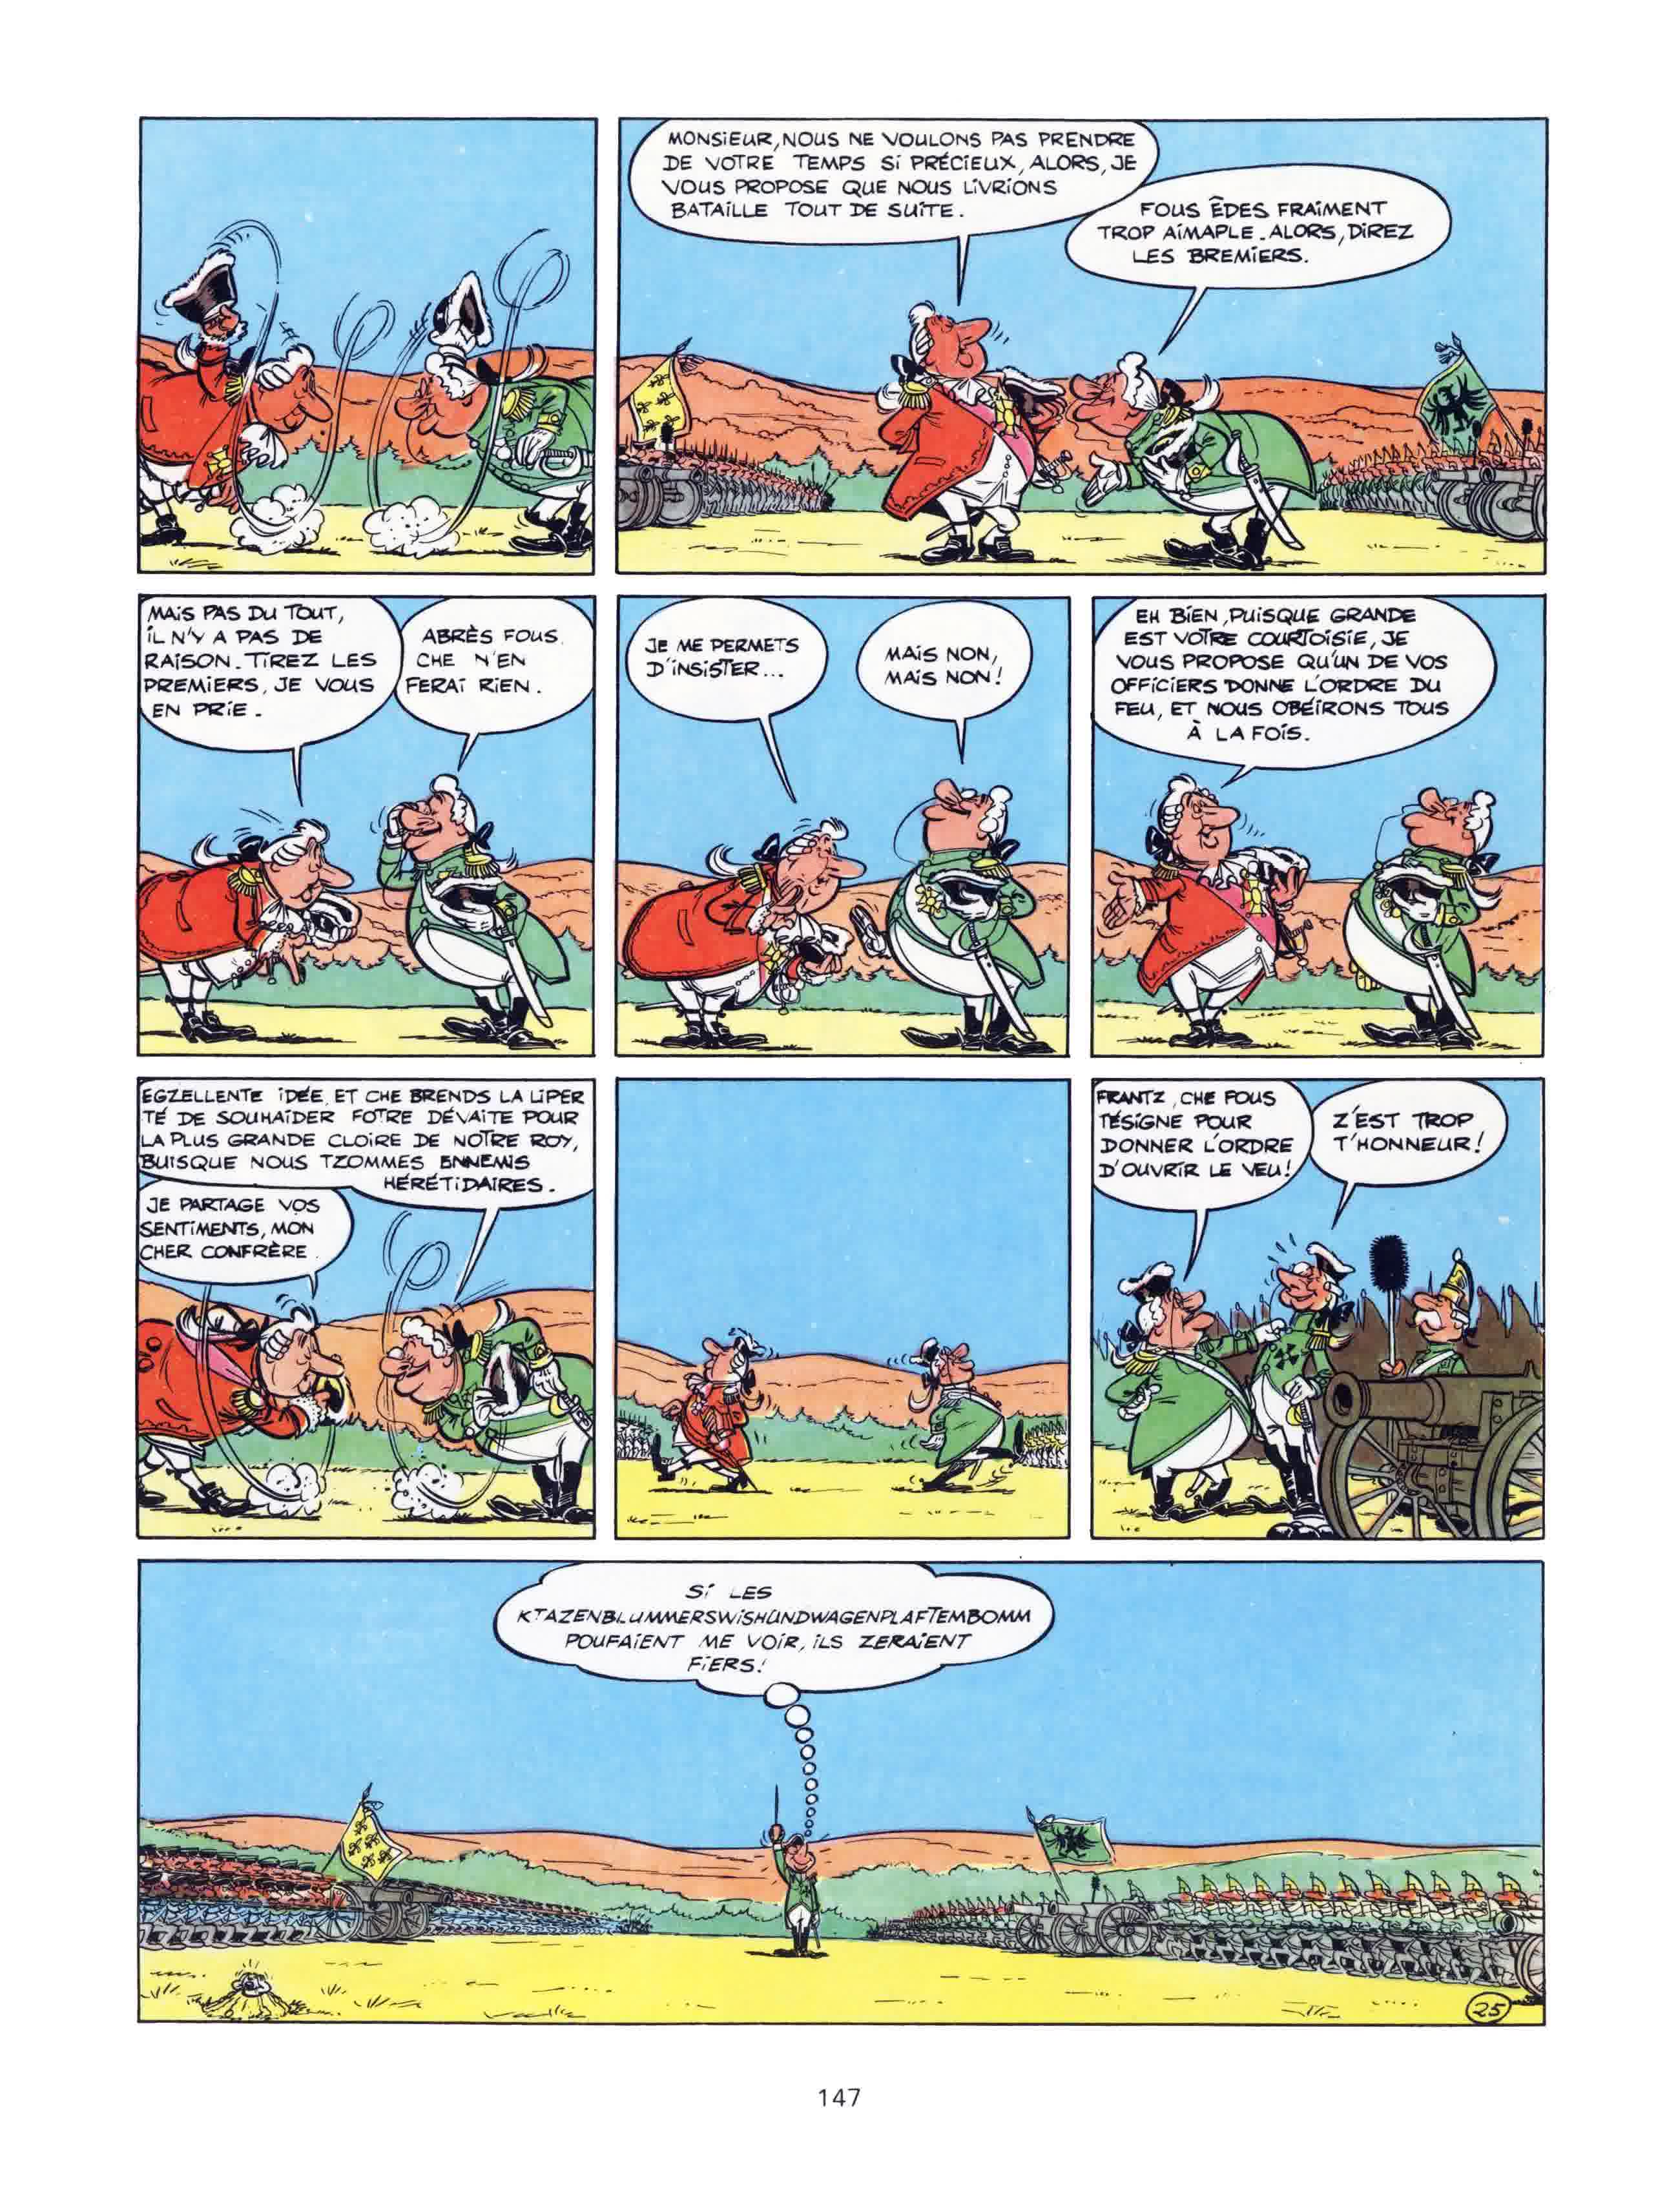 MONSIEUR, NOUS NE VOULONS PAS PRENDRE
DE VOTRE TEMPS SI PRÉCIEUX, ALORS, JE
VOUS PROPOSE QUE NOUS LIVRIONS
BATAILLE TOUT DE SUITE.
FOUS ÊDES FRAIMENT
TROP AIMAPLE. ALORS, DIREZ
LES BREMIERS.
MAIS PAS DU TOUT,
IL N'Y A PAS DE
RAISON. TIREZ LES
PREMIERS, JE VOUS
EN PRIE.
ABRÈS FOUS.
CHE N'EN
FERAI RIEN.
JE ME PERMETS
D'INSISTER...
MAIS NON,
MAIS NON!
EH BIEN, PUISQUE GRANDE
EST VOTRE COURTOISIE, JE
VOUS PROPOSE QU'UN DE VOS
OFFICIERS DONNE L'ORDRE DU
FEU, ET NOUS OBÉIRONS TOUS
À LA FOIS.
EGZELLENTE IDÉE, ET CHE BRENDS LA LIPER
TÉ DE SOUHAIDER FOTRE DÉVAITE POUR
LA PLUS GRANDE CLOIRE DE NOTRE ROY,
BUISQUE NOUS TZOMMES ENNEMIS
HÉRÉTIDAIRES.
JE PARTAGE VOS
SENTIMENTS, MON
CHER CONFRÈRE.
FRANTZ, CHE FOUS
TÉSIGNE POUR
DONNER L'ORDRE
D'OUVRIR LE VEU!
Z'EST TROP
T'HONNEUR!
SI LES
KTAZENBLUMMERSWISHUNDWAGENPLAFTEMBOMM
POUFAIENT ME VOIR, ILS ZERAIENT
FIERS!
25
147